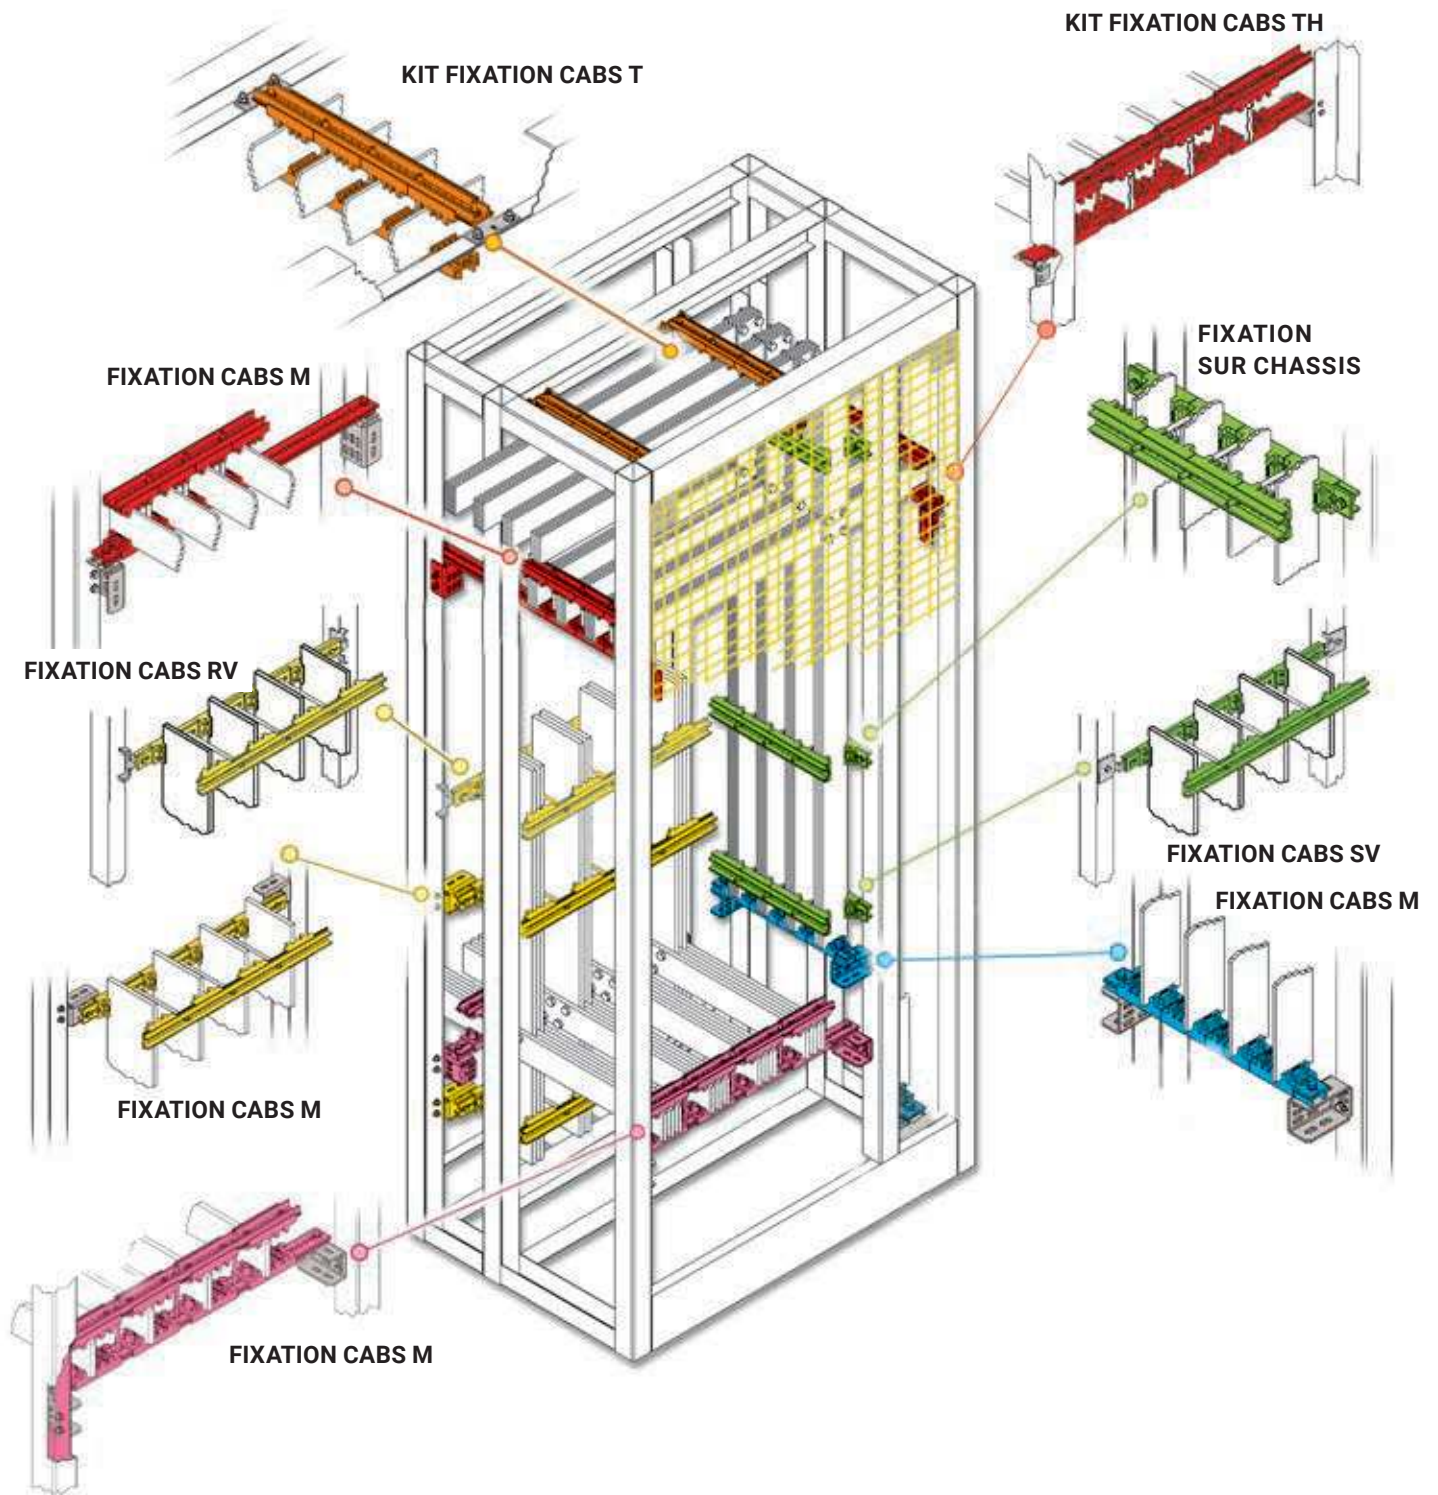 KIT FIXATION CABS TH
KIT FIXATION CABS T
FIXATION
SUR CHASSIS
FIXATION CABS M
FIXATION CABS RV
FIXATION CABS SV
FIXATION CABS M
FIXATION CABS M
FIXATION CABS M